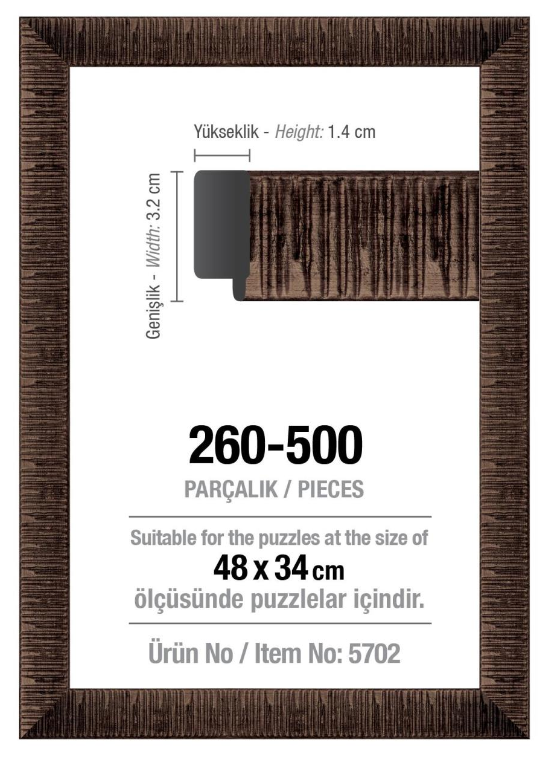 Yükseklik - Height: 1.4 cm
Genişlik - Width: 3.2 cm
260-500
PARÇALIK / PIECES
Suitable for the puzzles at the size of
48 x 34 cm
ölçüsünde puzzlelar içindir.
Ürün No / Item No: 5702